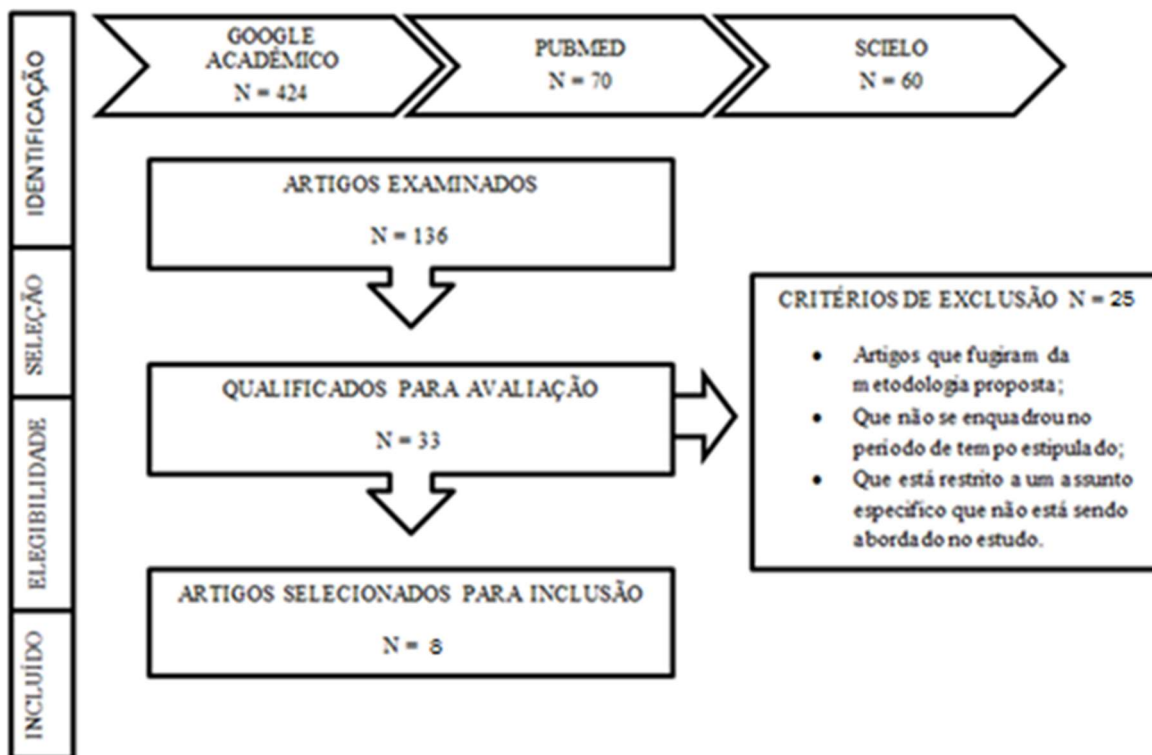 IDENTIFICAÇÃO
GOOGLE
ACADÊMICO
N = 424
PUBMED
N = 70
SCIELO
N = 60
ARTIGOS EXAMINADOS
N = 136
SELEÇÃO
QUALIFICADOS PARA AVALIAÇÃO
N = 33
CRITÉRIOS DE EXCLUSÃO N = 25
• Artigos que fugiram da
metodologia proposta;
• Que não se enquadrou no
período de tempo estipulado;
• Que está restrito a um assunto
especifico que não está sendo
abordado no estudo.
ELEGIBILIDADE
ARTIGOS SELECIONADOS PARA INCLUSÃO
N = 8
INCLUÍDO